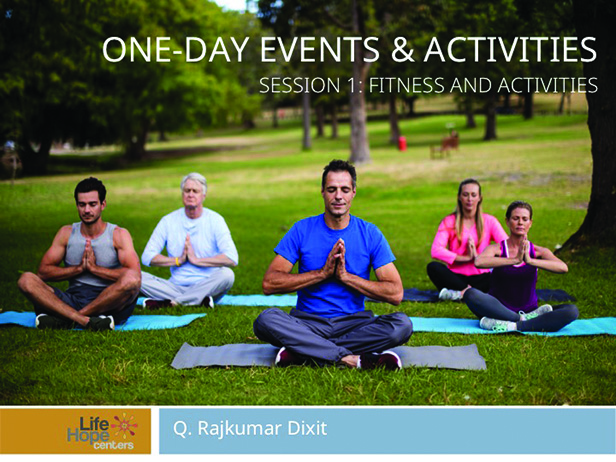 ONE-DAY EVENTS & ACTIVITIES
SESSION 1: FITNESS AND ACTIVITIES
Life
Hope
centers
Q. Rajkumar Dixit